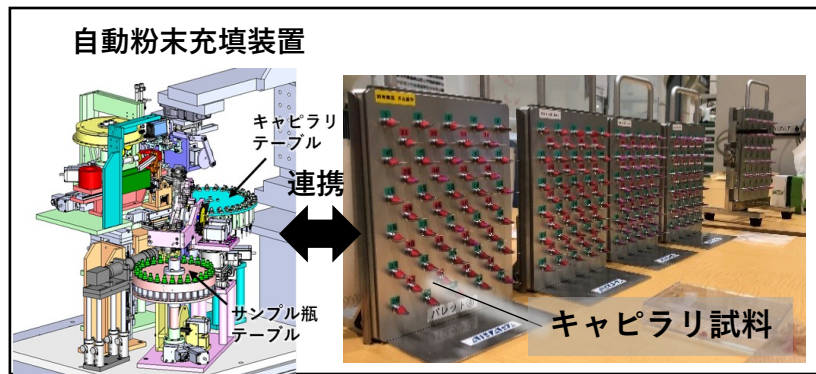 自動粉末充填装置
キャピラリ
テーブル
連携
サンプル瓶
テーブル
キャピラリ試料
パレット